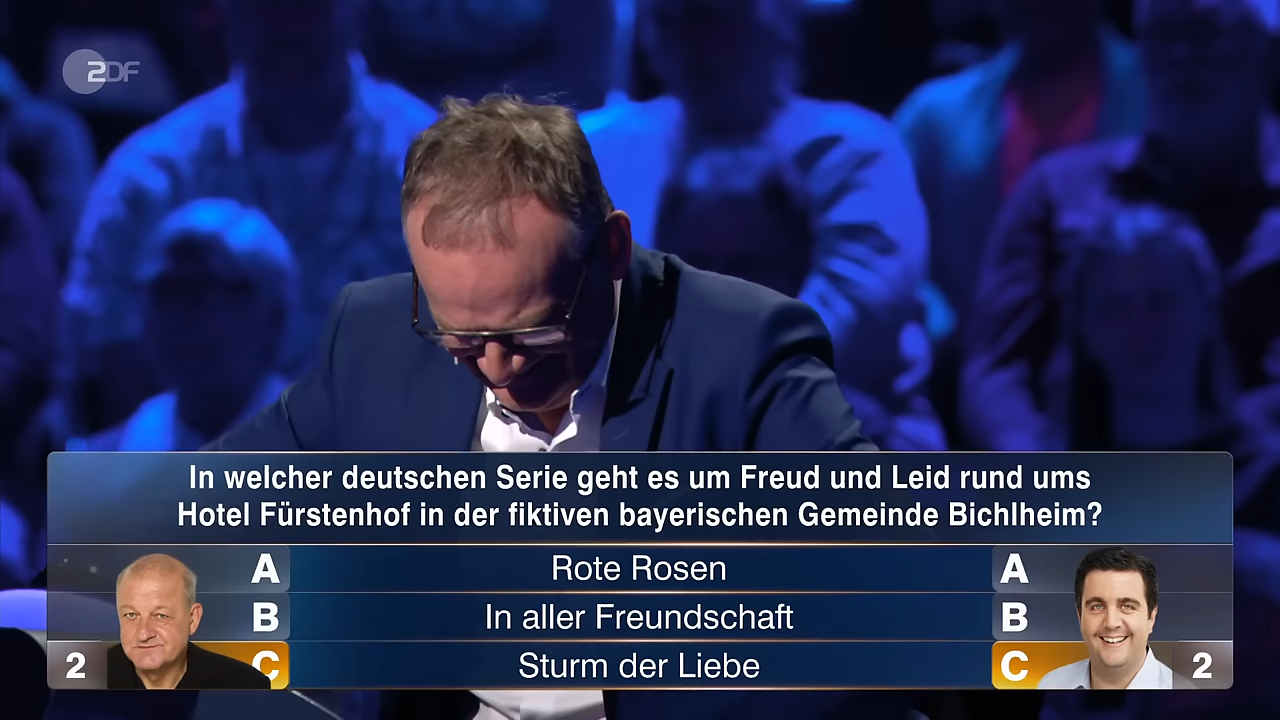 ZDF
In welcher deutschen Serie geht es um Freud und Leid rund ums
Hotel Fürstenhof in der fiktiven bayerischen Gemeinde Bichlheim?
A Rote Rosen A
B In aller Freundschaft B
2 C Sturm der Liebe C 2